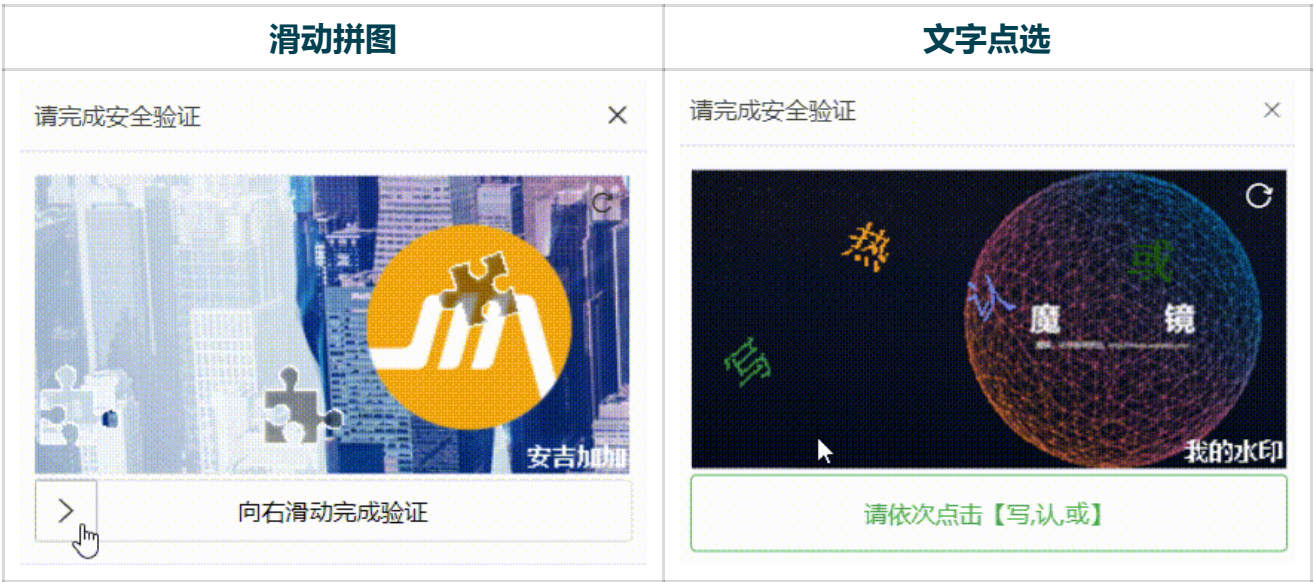 滑动拼图
文字点选
请完成安全验证
安吉加加
向右滑动完成验证
请完成安全验证
热
认
或
写
魔 镜
我的水印
请依次点击【写,认,或】